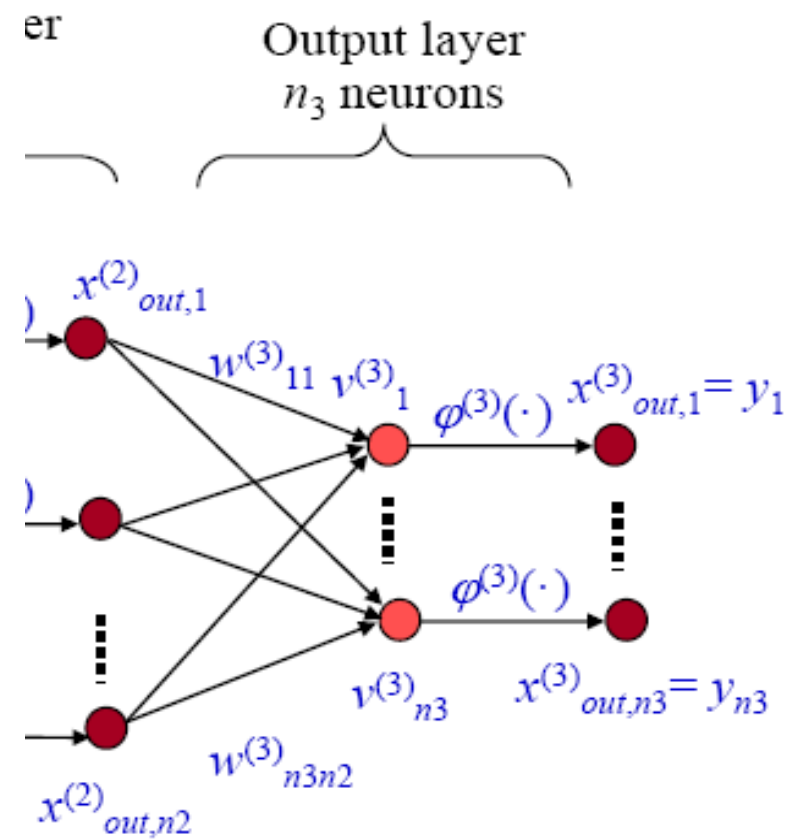 er
Output layer
n₃ neurons
x⁽²⁾out,1
)
w⁽³⁾11
v⁽³⁾1
φ⁽³⁾(·)
x⁽³⁾out,1= y1
)
φ⁽³⁾(·)
v⁽³⁾n3
x⁽³⁾out,n3= yn3
w⁽³⁾n3n2
x⁽²⁾out,n2